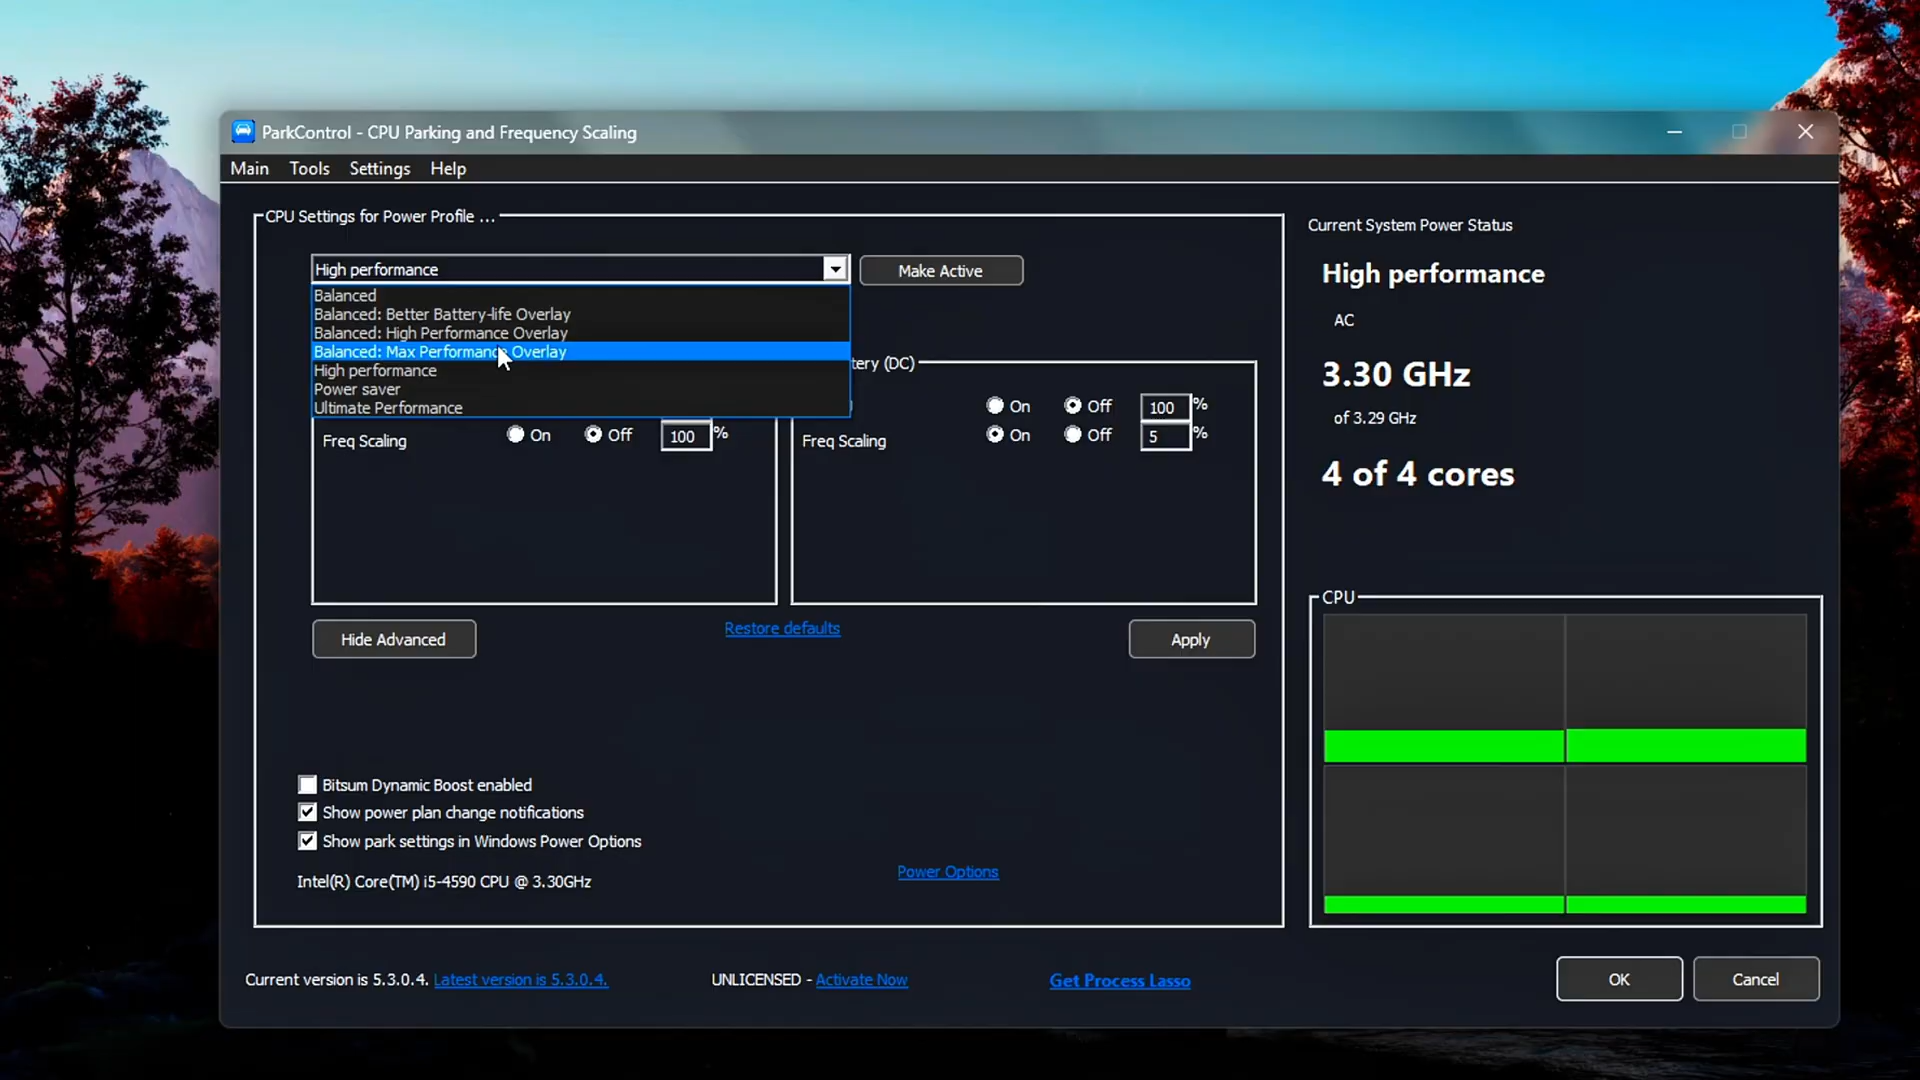 ParkControl - CPU Parking and Frequency Scaling
Main Tools Settings Help
CPU Settings for Power Profile ...
High performance
Make Active
Balanced
Balanced: Better Battery-life Overlay
Balanced: High Performance Overlay
Balanced: Max Performance Overlay
High performance
Power saver
Ultimate Performance
(DC)
On Off 100 %
Freq Scaling On Off 100 %
Freq Scaling On Off 5 %
Hide Advanced
Restore defaults
Apply
Bitsum Dynamic Boost enabled
Show power plan change notifications
Show park settings in Windows Power Options
Intel(R) Core(TM) i5-4590 CPU @ 3.30GHz
Power Options
Current System Power Status
High performance
AC
3.30 GHz
of 3.29 GHz
4 of 4 cores
CPU
Current version is 5.3.0.4. Latest version is 5.3.0.4.
UNLICENSED - Activate Now
Get Process Lasso
OK
Cancel